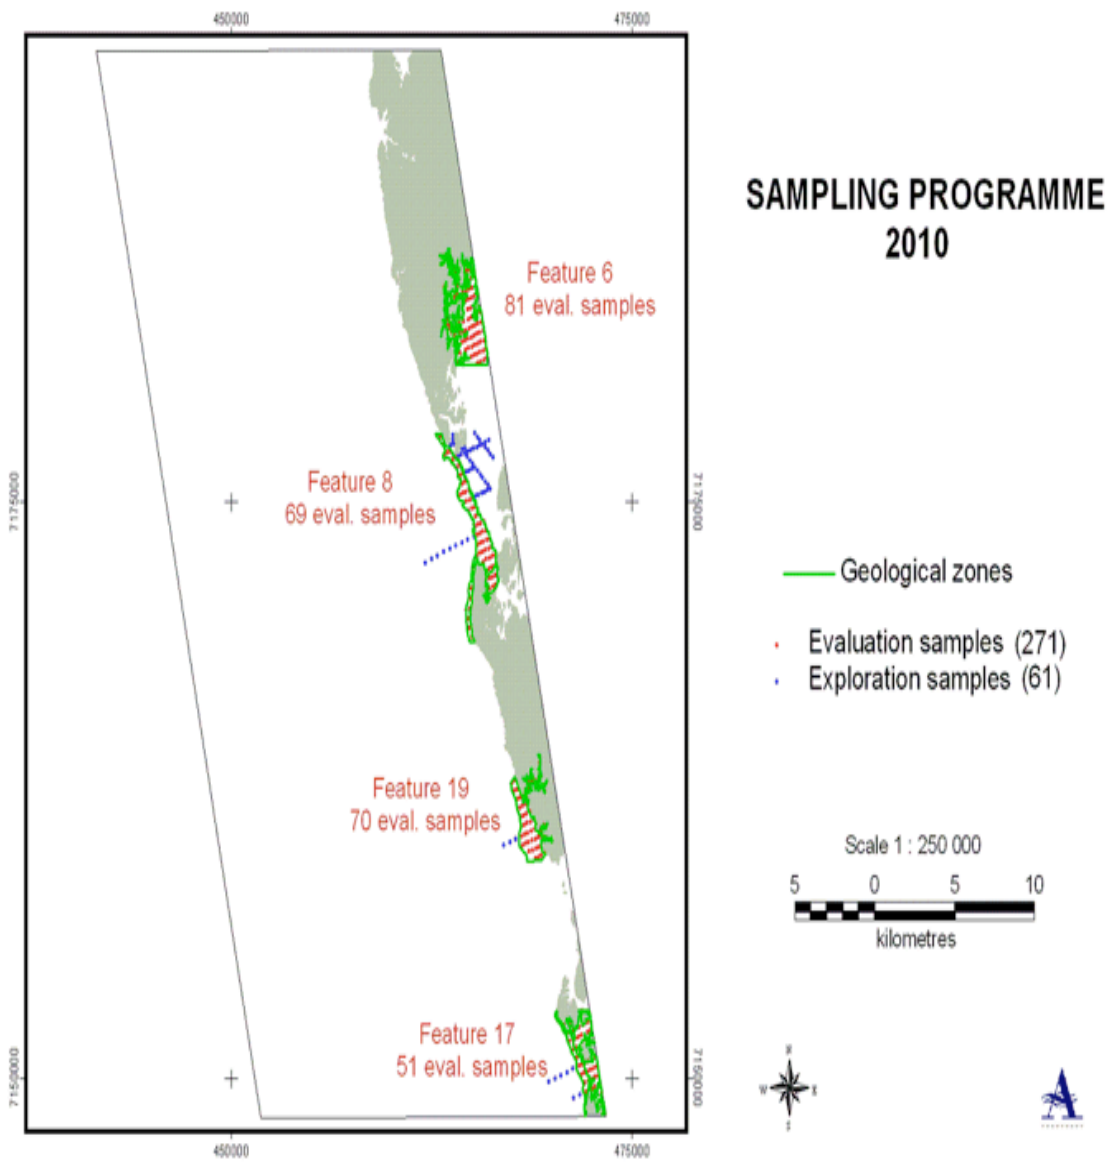 450000
475000
SAMPLING PROGRAMME
2010
Feature 6
81 eval. samples
Feature 8
69 eval. samples
7175000
7175000
Geological zones
Evaluation samples (271)
Exploration samples (61)
Feature 19
70 eval. samples
Scale 1 : 250 000
5 0 5 10
kilometres
Feature 17
51 eval. samples
7150000
7150000
N
W E
S
A
450000
475000